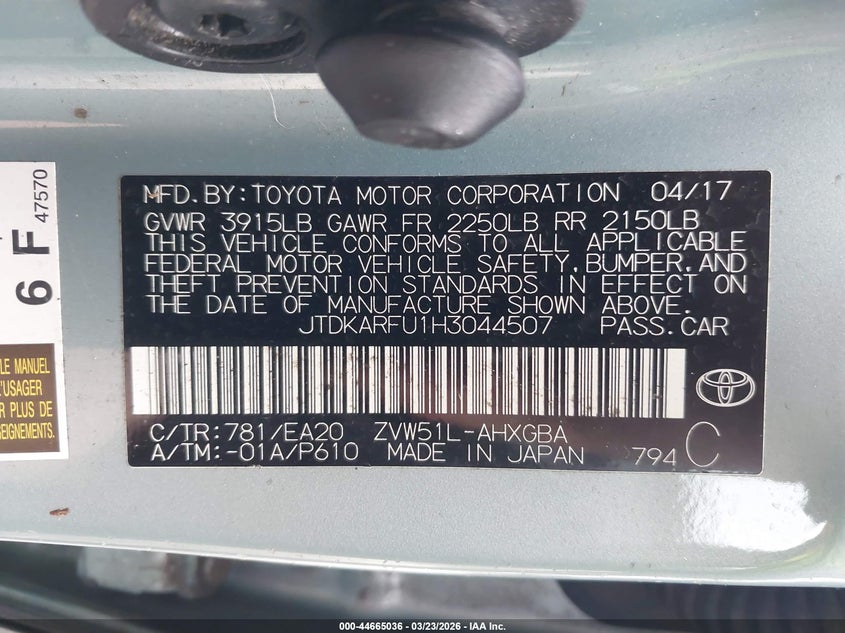 MFD.BY:TOYOTA MOTOR CORPORATION 04/17
GVWR 3915LB GAWR FR 2250LB RR 2150LB
THIS VEHICLE CONFORMS TO ALL APPLICABLE
FEDERAL MOTOR VEHICLE SAFETY,BUMPER,AND
THEFT PREVENTION STANDARDS IN EFFECT ON
THE DATE OF MANUFACTURE SHOWN ABOVE.
JTDKARFU1H3044507 PASS.CAR
C/TR:781/EA20 ZVW51L-AHXGBA
A/TM:-01A/P610 MADE IN JAPAN 794 C
6 F 47570
LE MANUEL
L'USAGER
R PLUS DE
SEIGNEMENTS.
000-44665036 | 03/23/2026 - IAA Inc.